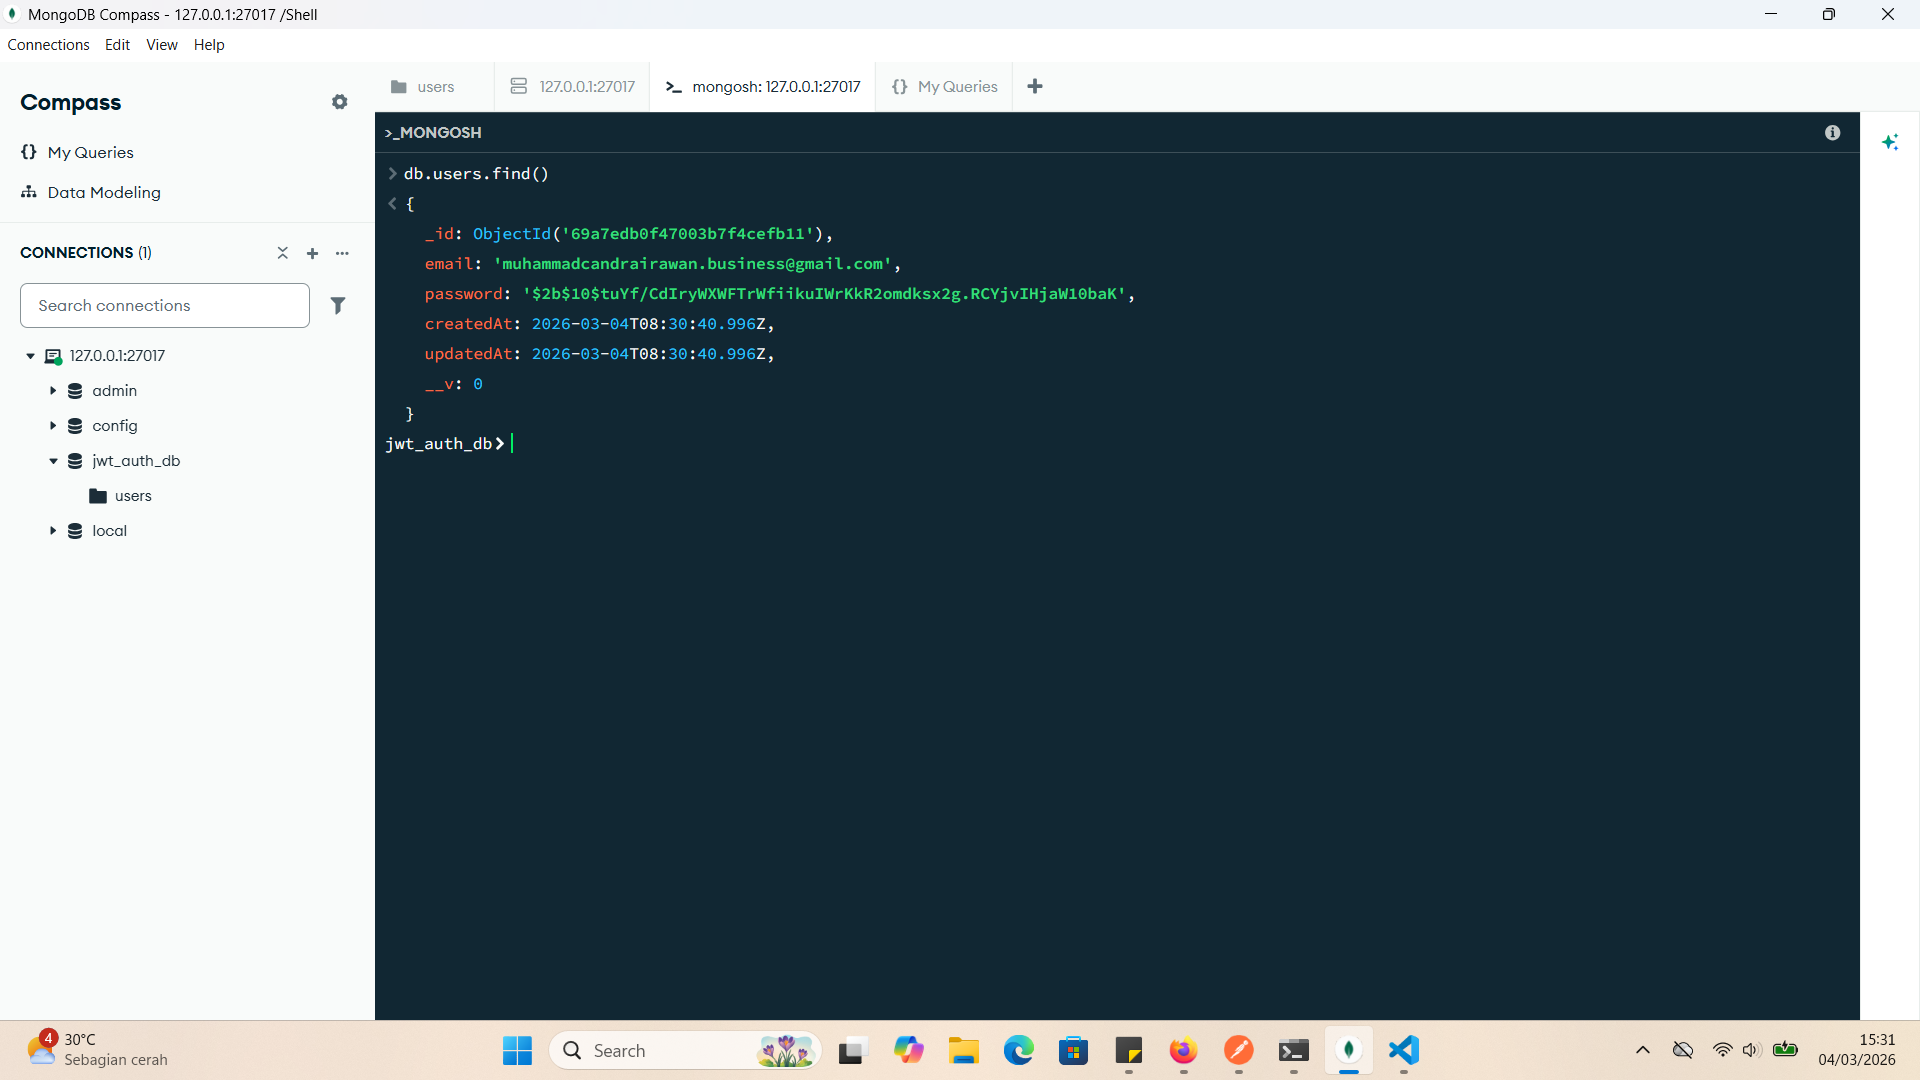 MongoDB Compass - 127.0.0.1:27017 /Shell
Connections Edit View Help
Compass
My Queries
Data Modeling
CONNECTIONS (1)
Search connections
127.0.0.1:27017
admin
config
jwt_auth_db
users
local
users
127.0.0.1:27017
mongosh: 127.0.0.1:27017
My Queries
>_MONGOSH
db.users.find()
{
_id: ObjectId('69a7edb0f47003b7f4cefb11'),
email: 'muhammadcandrairawan.business@gmail.com',
password: '$2b$10$tuYf/CdIryWXWFTrWfiikuIWrKkR2omdksx2g.RCYjvIHjaW10baK',
createdAt: 2026-03-04T08:30:40.996Z,
updatedAt: 2026-03-04T08:30:40.996Z,
__v: 0
}
jwt_auth_db>
4
30°C
Sebagian cerah
Search
15:31
04/03/2026